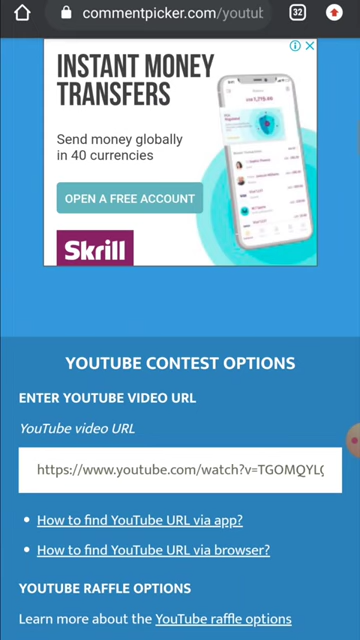 commentpicker.com/youtut
32
INSTANT MONEY
TRANSFERS
Send money globally
in 40 currencies
OPEN A FREE ACCOUNT
Skrill
YOUTUBE CONTEST OPTIONS
ENTER YOUTUBE VIDEO URL
YouTube video URL
https://www.youtube.com/watch?v=TGOMQYL
How to find YouTube URL via app?
How to find YouTube URL via browser?
YOUTUBE RAFFLE OPTIONS
Learn more about the YouTube raffle options